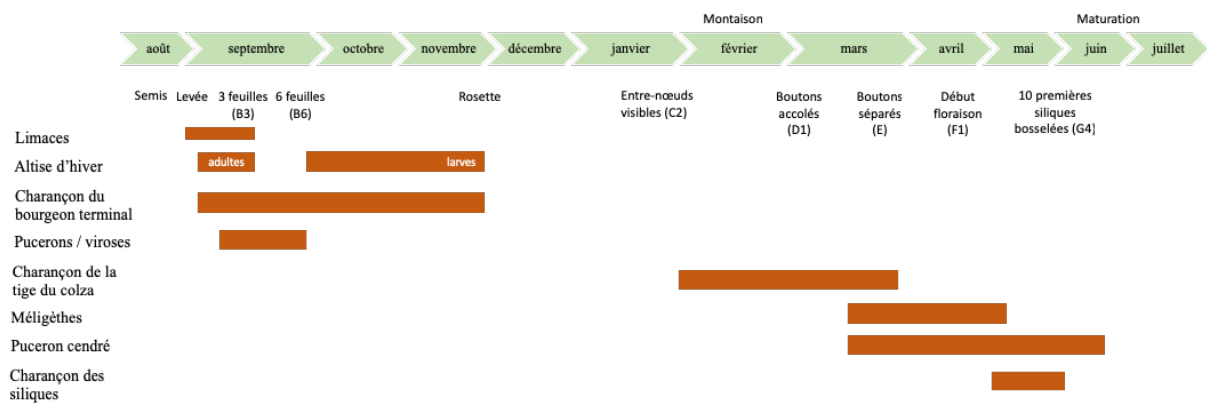 Montaison
Maturation
août
septembre
octobre
novembre
décembre
janvier
février
mars
avril
mai
juin
juillet
Semis
Levée
3 feuilles
(B3)
6 feuilles
(B6)
Rosette
Entre-nœuds
visibles (C2)
Boutons
accolés
(D1)
Boutons
séparés
(E)
Début
floraison
(F1)
10 premières
siliques
bosselées (G4)
Limaces
Altise d’hiver
adultes
larves
Charançon du
bourgeon terminal
Pucerons / viroses
Charançon de la
tige du colza
Méligèthes
Puceron cendré
Charançon des
siliques